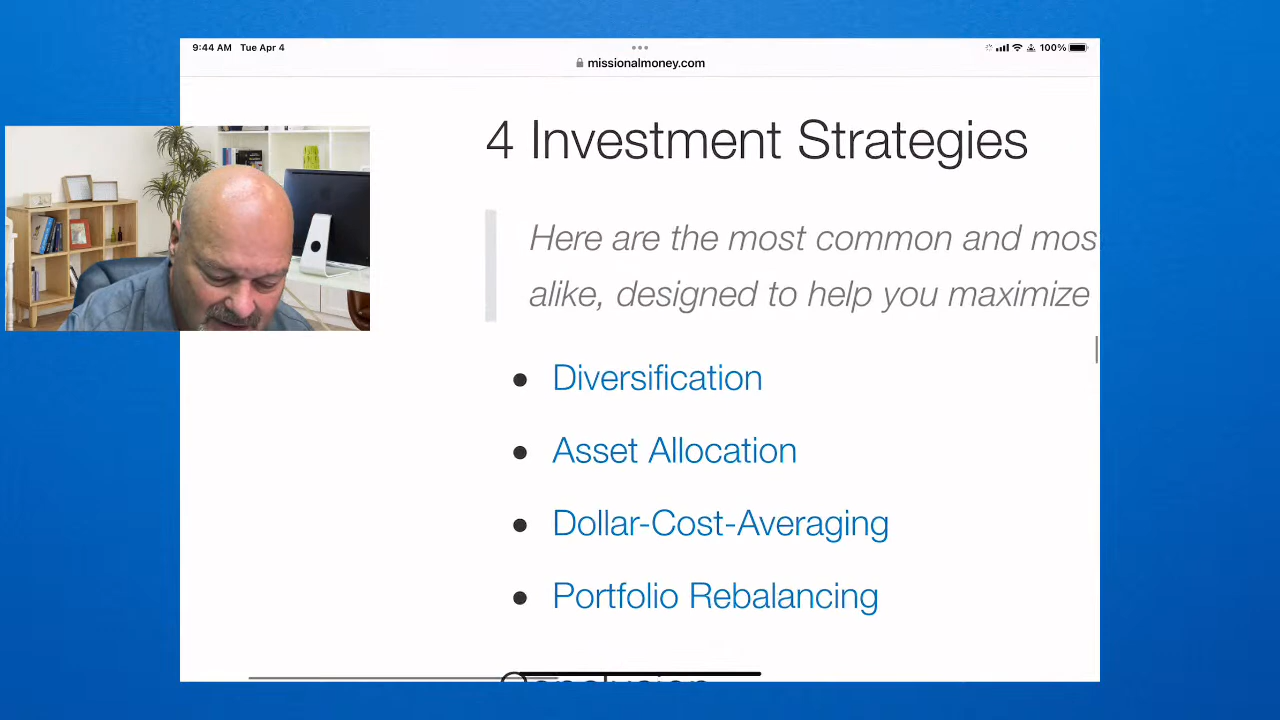 9:44 AM Tue Apr 4
100%
missionalmoney.com
4 Investment Strategies
Here are the most common and mos
alike, designed to help you maximize
Diversification
Asset Allocation
Dollar-Cost-Averaging
Portfolio Rebalancing
Conclusion